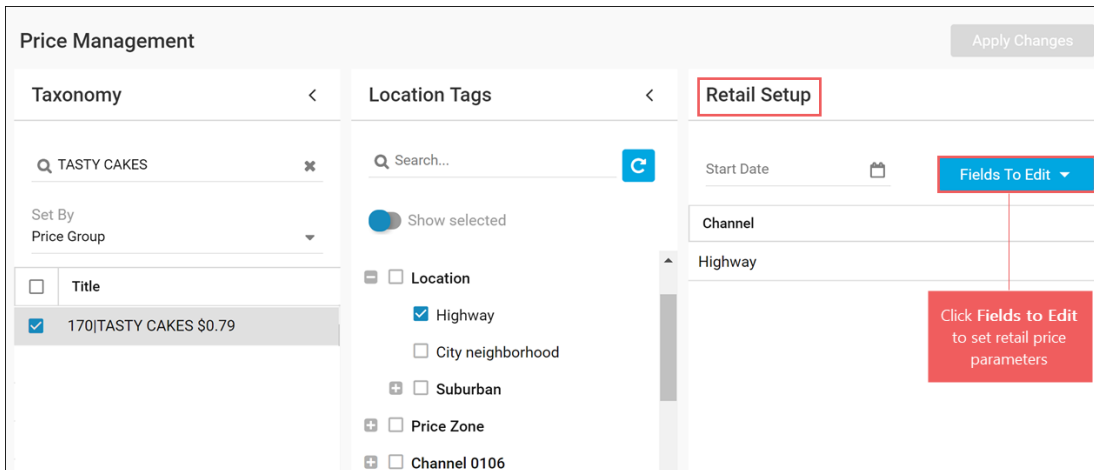 Price Management
Apply Changes
Taxonomy
TASTY CAKES
Set By
Price Group
Title
170|TASTY CAKES $0.79
Location Tags
Search...
Show selected
Location
Highway
City neighborhood
Suburban
Price Zone
Channel 0106
Retail Setup
Start Date
Fields To Edit
Channel
Highway
Click Fields to Edit
to set retail price
parameters